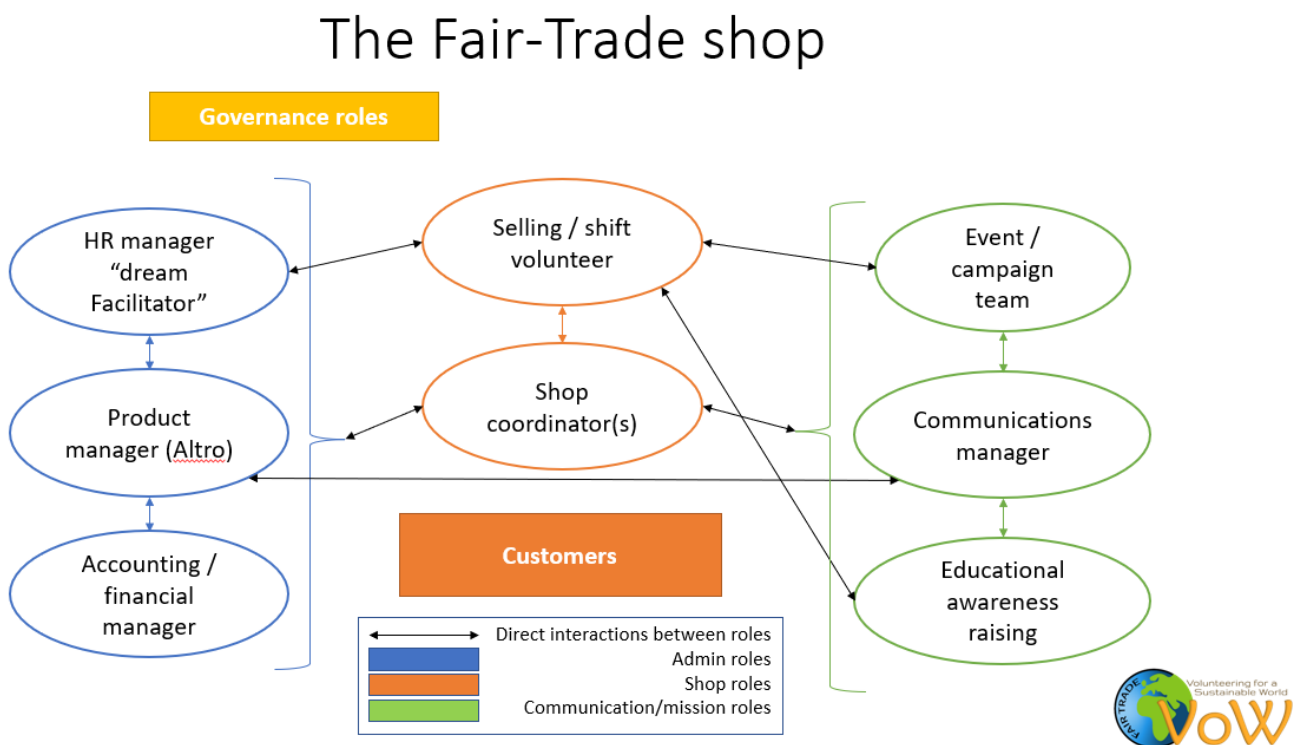 The Fair-Trade shop
Governance roles
HR manager
“dream
Facilitator”
Selling / shift
volunteer
Event /
campaign
team
Product
manager (Altro)
Shop
coordinator(s)
Communications
manager
Accounting /
financial
manager
Customers
Educational
awareness
raising
Direct interactions between roles
Admin roles
Shop roles
Communication/mission roles
FAIR TRADE
Volunteering for a
Sustainable World
VoW